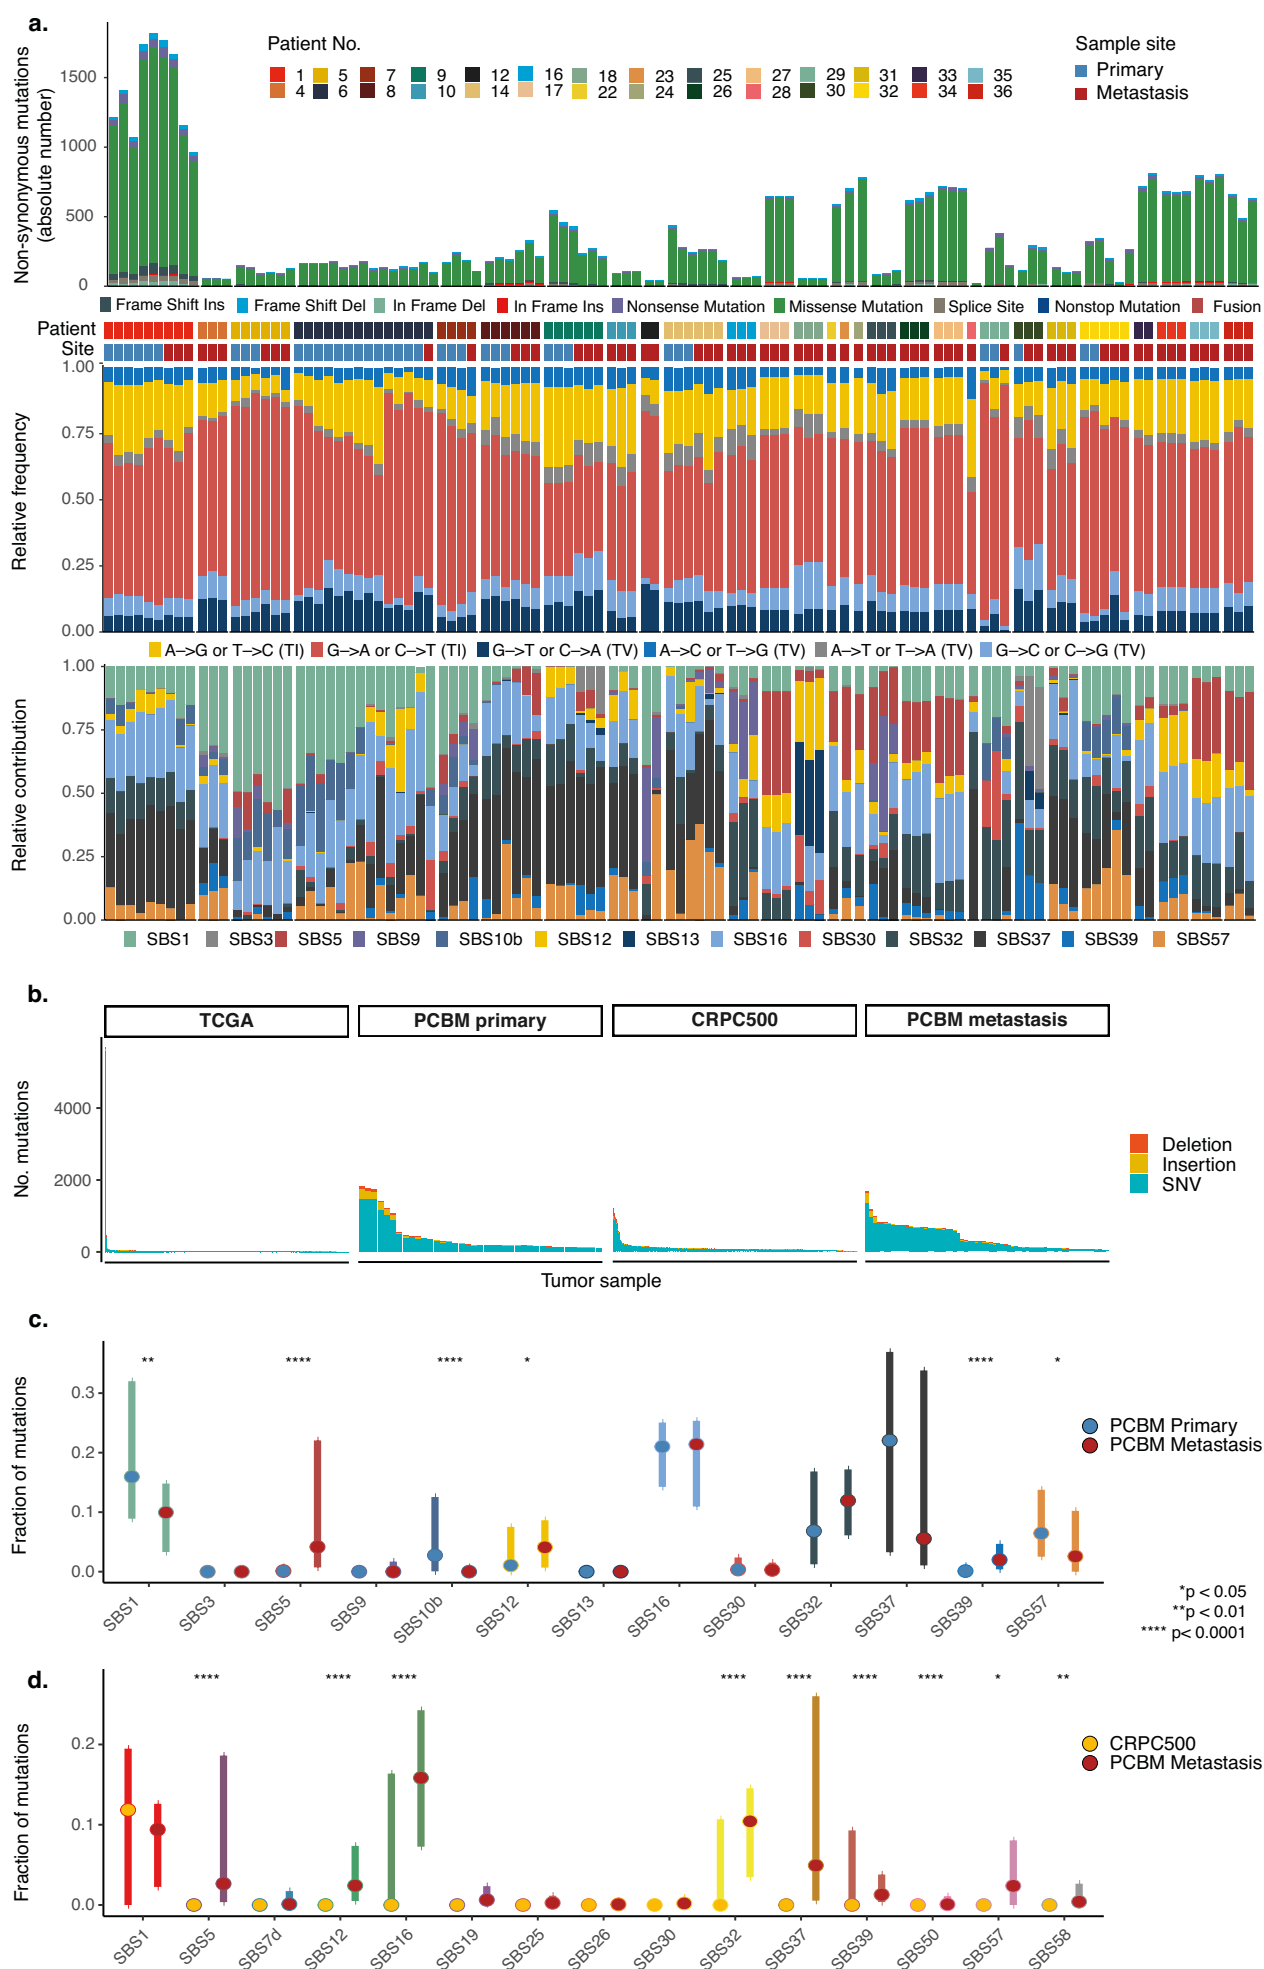 a.
Non-synonymous mutations
(absolute number)
1500
1000
500
0
Patient No.
1 5 7 9 12 16 18 23 25 27 29 31 33 35
4 6 8 10 14 17 22 24 26 28 30 32 34 36
Sample site
Primary
Metastasis
Frame Shift Ins Frame Shift Del In Frame Del In Frame Ins Nonsense Mutation Missense Mutation Splice Site Nonstop Mutation Fusion
Patient
Site
Relative frequency
1.00
0.75
0.50
0.25
0.00
A->G or T->C (TI) G->A or C->T (TI) G->T or C->A (TV) A->C or T->G (TV) A->T or T->A (TV) G->C or C->G (TV)
Relative contribution
1.00
0.75
0.50
0.25
0.00
SBS1 SBS3 SBS5 SBS9 SBS10b SBS12 SBS13 SBS16 SBS30 SBS32 SBS37 SBS39 SBS57
b.
TCGA PCBM primary CRPC500 PCBM metastasis
No. mutations
4000
2000
0
Tumor sample
Deletion
Insertion
SNV
c.
Fraction of mutations
0.3
0.2
0.1
0.0
** **** **** * **** *
PCBM Primary
PCBM Metastasis
SBS1 SBS3 SBS5 SBS9 SBS10b SBS12 SBS13 SBS16 SBS30 SBS32 SBS37 SBS39 SBS57
*p < 0.05
**p < 0.01
**** p< 0.0001
d.
Fraction of mutations
0.2
0.1
0.0
**** **** **** **** **** **** **** * **
CRPC500
PCBM Metastasis
SBS1 SBS5 SBS7d SBS12 SBS16 SBS19 SBS25 SBS26 SBS30 SBS32 SBS37 SBS39 SBS50 SBS57 SBS58